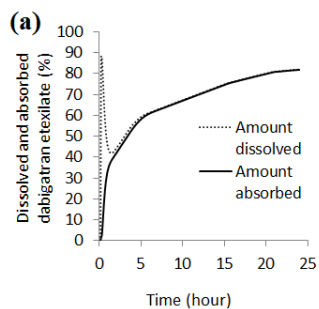 (a)
Dissolved and absorbed
dabigatran etexilate (%)
100
90
80
70
60
50
40
30
20
10
0
Amount
dissolved
Amount
absorbed
0 5 10 15 20 25
Time (hour)